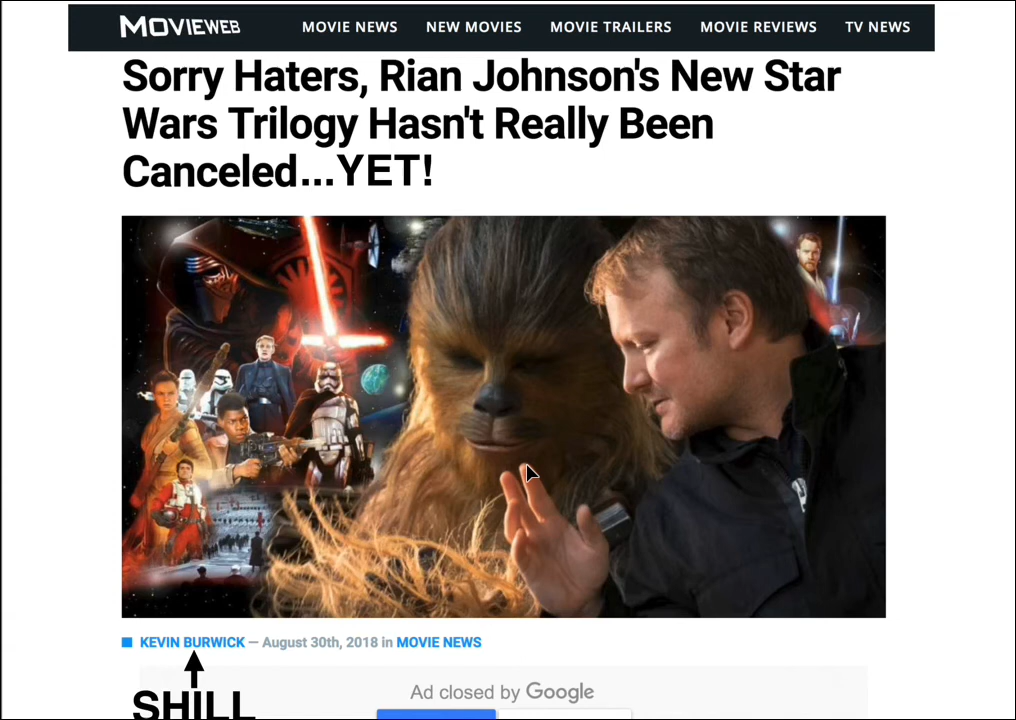 MOVIEWEB MOVIE NEWS NEW MOVIES MOVIE TRAILERS MOVIE REVIEWS TV NEWS
Sorry Haters, Rian Johnson's New Star
Wars Trilogy Hasn't Really Been
Canceled...YET!
KEVIN BURWICK — August 30th, 2018 in MOVIE NEWS
Ad closed by Google
SHILL